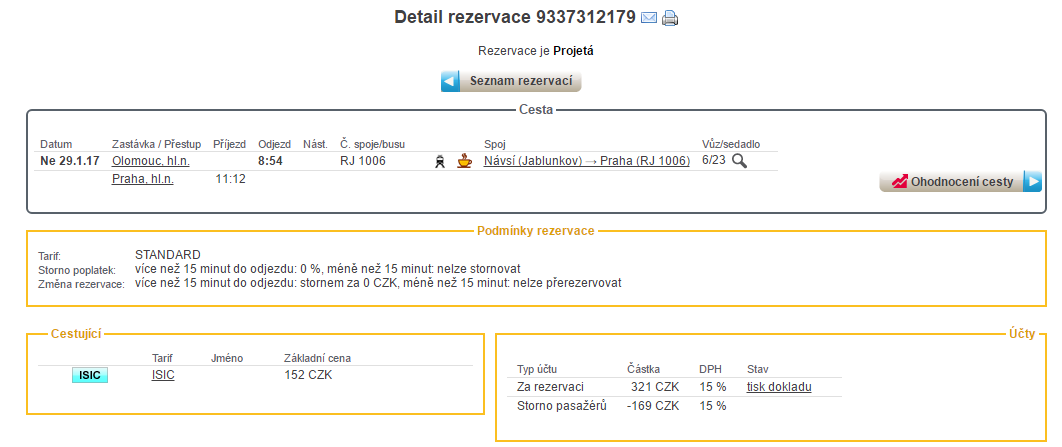 Detail rezervace 9337312179
Rezervace je Projetá
Seznam rezervací
Cesta
Datum Zastávka / Přestup Příjezd Odjezd Nást. Č. spoje/busu Spoj Vůz/sedadlo
Ne 29.1.17 Olomouc, hl.n. 8:54 RJ 1006 Návsí (Jablunkov) → Praha (RJ 1006) 6/23
Praha, hl.n. 11:12
Ohodnocení cesty
Podmínky rezervace
Tarif: STANDARD
Storno poplatek: více než 15 minut do odjezdu: 0 %, méně než 15 minut: nelze stornovat
Změna rezervace: více než 15 minut do odjezdu: stornem za 0 CZK, méně než 15 minut: nelze přerezervovat
Cestující
Tarif Jméno Základní cena
ISIC ISIC 152 CZK
Účty
Typ účtu Částka DPH Stav
Za rezervaci 321 CZK 15 % tisk dokladu
Storno pasažérů -169 CZK 15 %